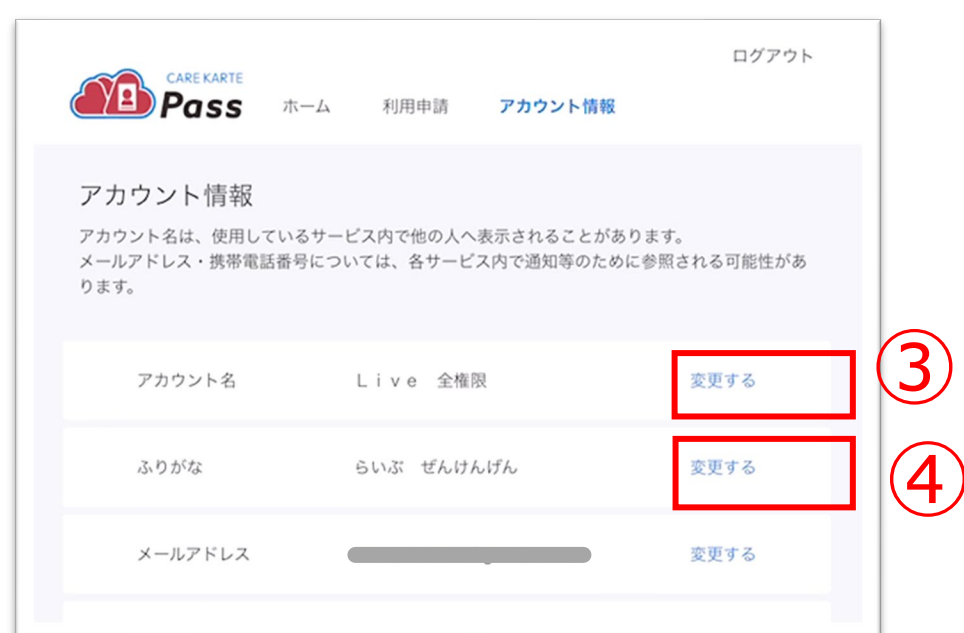 ログアウト
CARE KARTE
Pass
ホーム 利用申請 アカウント情報
アカウント情報
アカウント名は、使用しているサービス内で他の人へ表示されることがあります。
メールアドレス・携帯電話番号については、各サービス内で通知等のために参照される可能性があ
ります。
アカウント名 Ｌｉｖｅ　全権限 変更する ③
ふりがな らいぶ　ぜんけんげん 変更する ④
メールアドレス 変更する